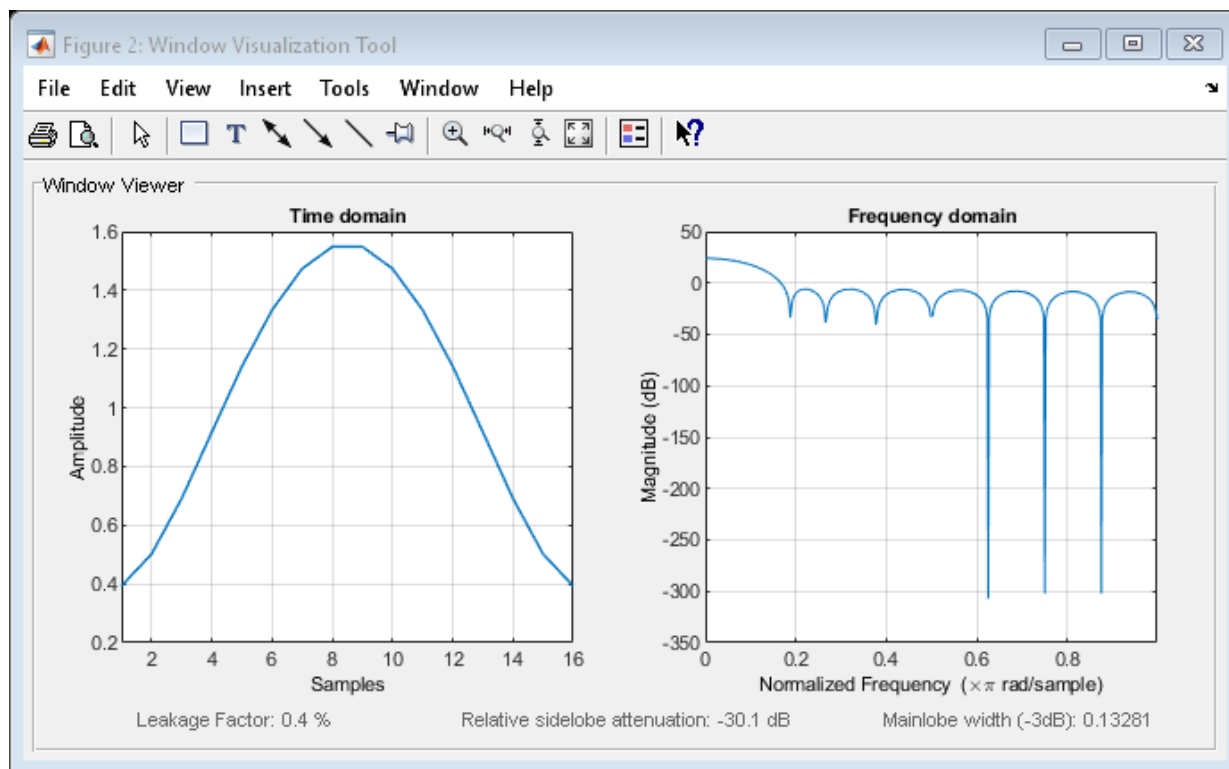 Figure 2: Window Visualization Tool
File Edit View Insert Tools Window Help
T
Window Viewer
Time domain
1.6
1.4
1.2
1
0.8
0.6
0.4
0.2
Amplitude
2 4 6 8 10 12 14 16
Samples
Frequency domain
50
0
-50
-100
-150
-200
-250
-300
-350
Magnitude (dB)
0 0.2 0.4 0.6 0.8
Normalized Frequency (×π rad/sample)
Leakage Factor: 0.4 % Relative sidelobe attenuation: -30.1 dB Mainlobe width (-3dB): 0.13281